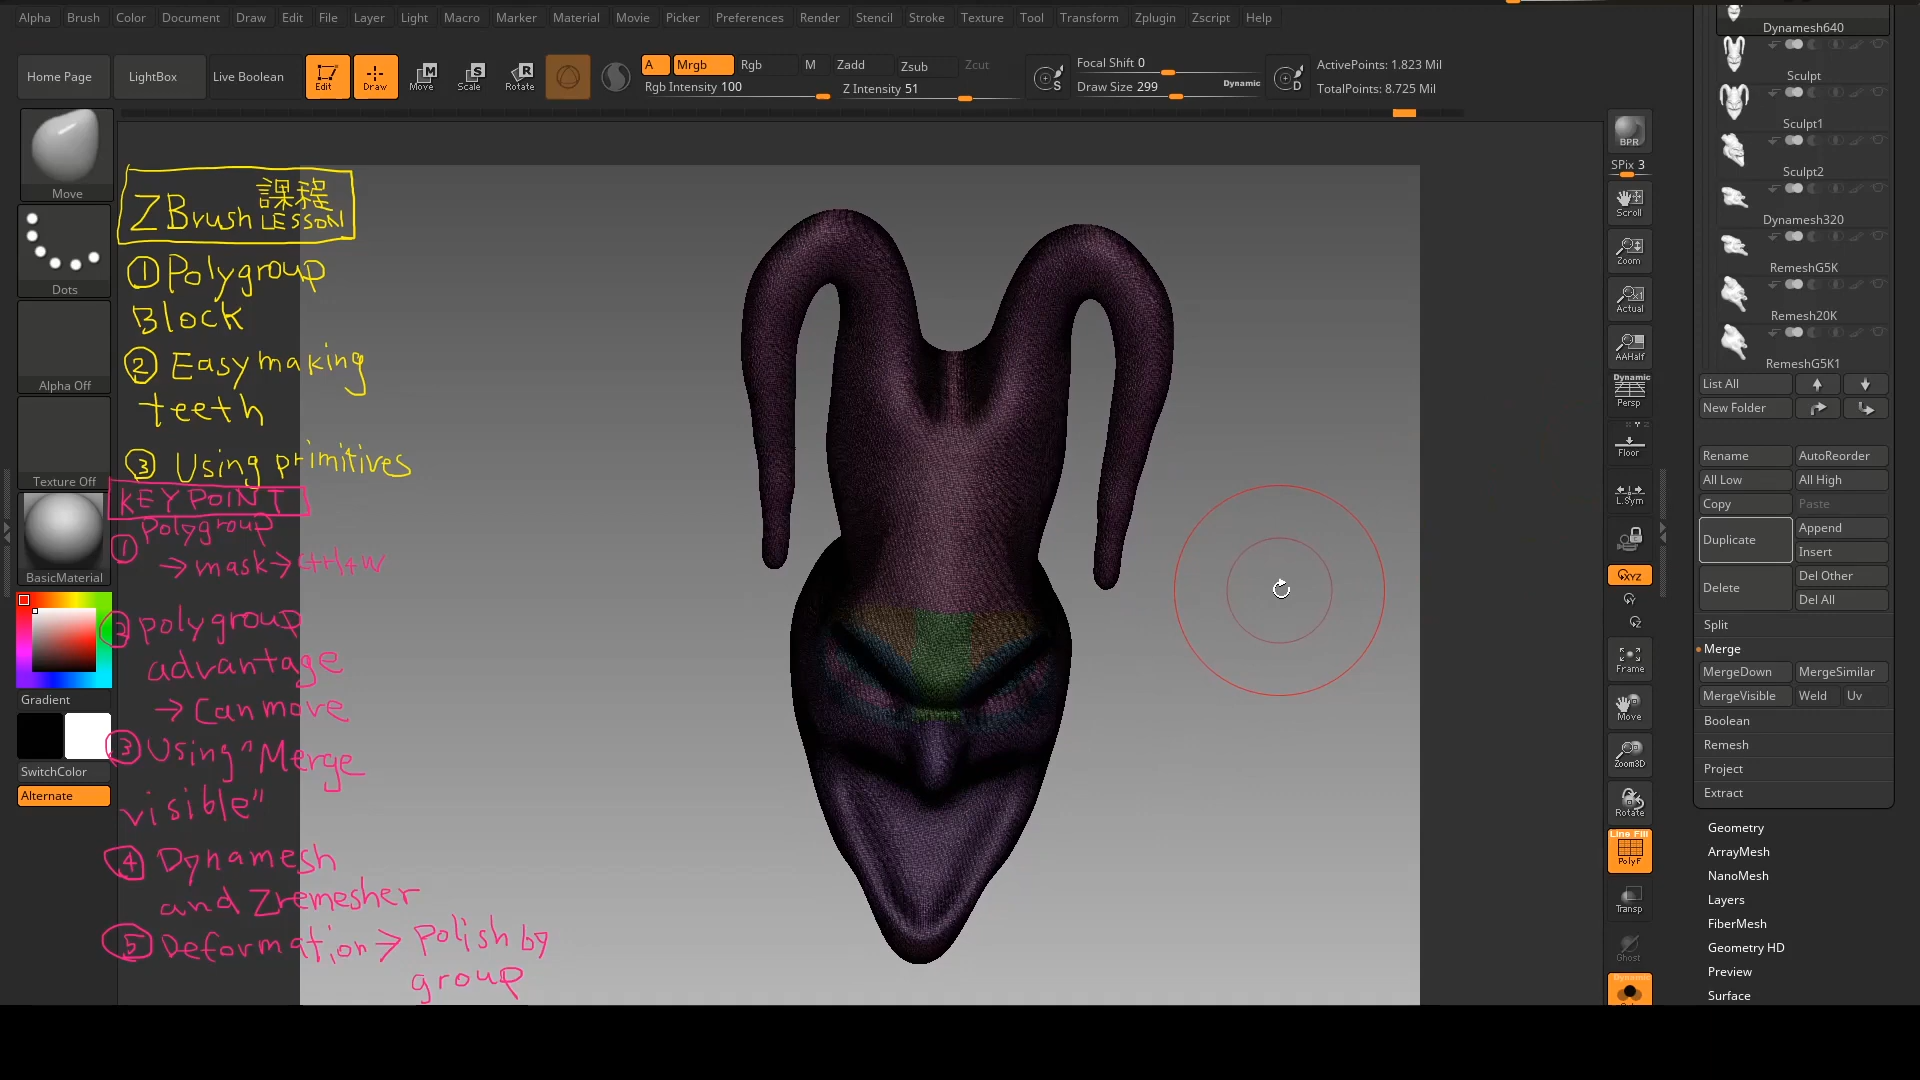 Alpha Brush Color Document Draw Edit File Layer Light Macro Marker Material Movie Picker Preferences Render Stencil Stroke Texture Tool Transform Zplugin Zscript Help
Home Page LightBox Live Boolean Edit Draw Move Scale Rotate
A Mrgb Rgb M Zadd Zsub Zcut
Rgb Intensity 100 Z Intensity 51
Focal Shift 0
Draw Size 299 Dynamic
S D
ActivePoints: 1.823 Mil
TotalPoints: 8.725 Mil
Move
Dots
Alpha Off
Texture Off
BasicMaterial
Gradient
SwitchColor
Alternate
ZBrush 課程
LESSON
① Polygroup
Block
② Easy making
teeth
③ Using primitives
KEYPOINT
① Polygroup
→ mask → Ctrl+W
② polygroup
advantage
→ Can move
③ Using "Merge
visible"
④ Dynamesh
and Zremesher
⑤ Deformation → Polish by
group
BPR
SPix 3
Scroll
Zoom
Actual
AAHalf
Dynamic
Persp
Floor
L.Sym
XYZ
Y
Z
Frame
Move
Zoom3D
Rotate
Line Fill
PolyF
Transp
Ghost
Dynamic
Dynamesh640
Sculpt
Sculpt1
Sculpt2
Dynamesh320
RemeshG5K
Remesh20K
RemeshG5K1
List All
New Folder
Rename AutoReorder
All Low All High
Copy Paste
Duplicate Append
Insert
Delete Del Other
Del All
Split
Merge
MergeDown MergeSimilar
MergeVisible Weld Uv
Boolean
Remesh
Project
Extract
Geometry
ArrayMesh
NanoMesh
Layers
FiberMesh
Geometry HD
Preview
Surface